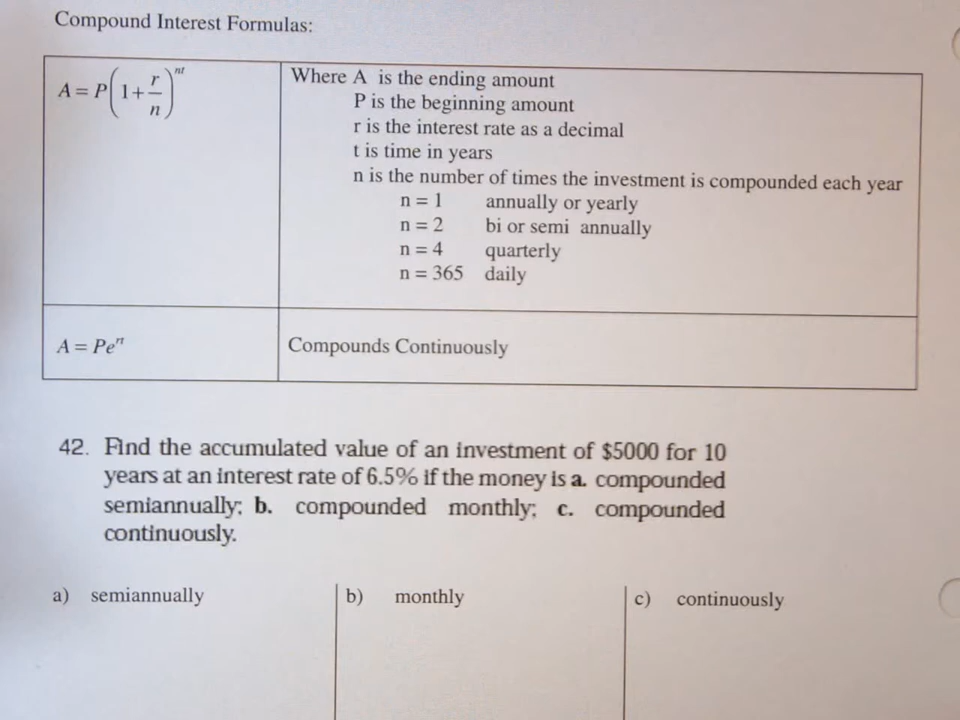 Compound Interest Formulas:
A = P(1 + r/n)^nt
Where A is the ending amount
P is the beginning amount
r is the interest rate as a decimal
t is time in years
n is the number of times the investment is compounded each year
n = 1 annually or yearly
n = 2 bi or semi annually
n = 4 quarterly
n = 365 daily
A = Pe^rt
Compounds Continuously
42. Find the accumulated value of an investment of $5000 for 10
years at an interest rate of 6.5% if the money is a. compounded
semiannually; b. compounded monthly; c. compounded
continuously.
a) semiannually
b) monthly
c) continuously